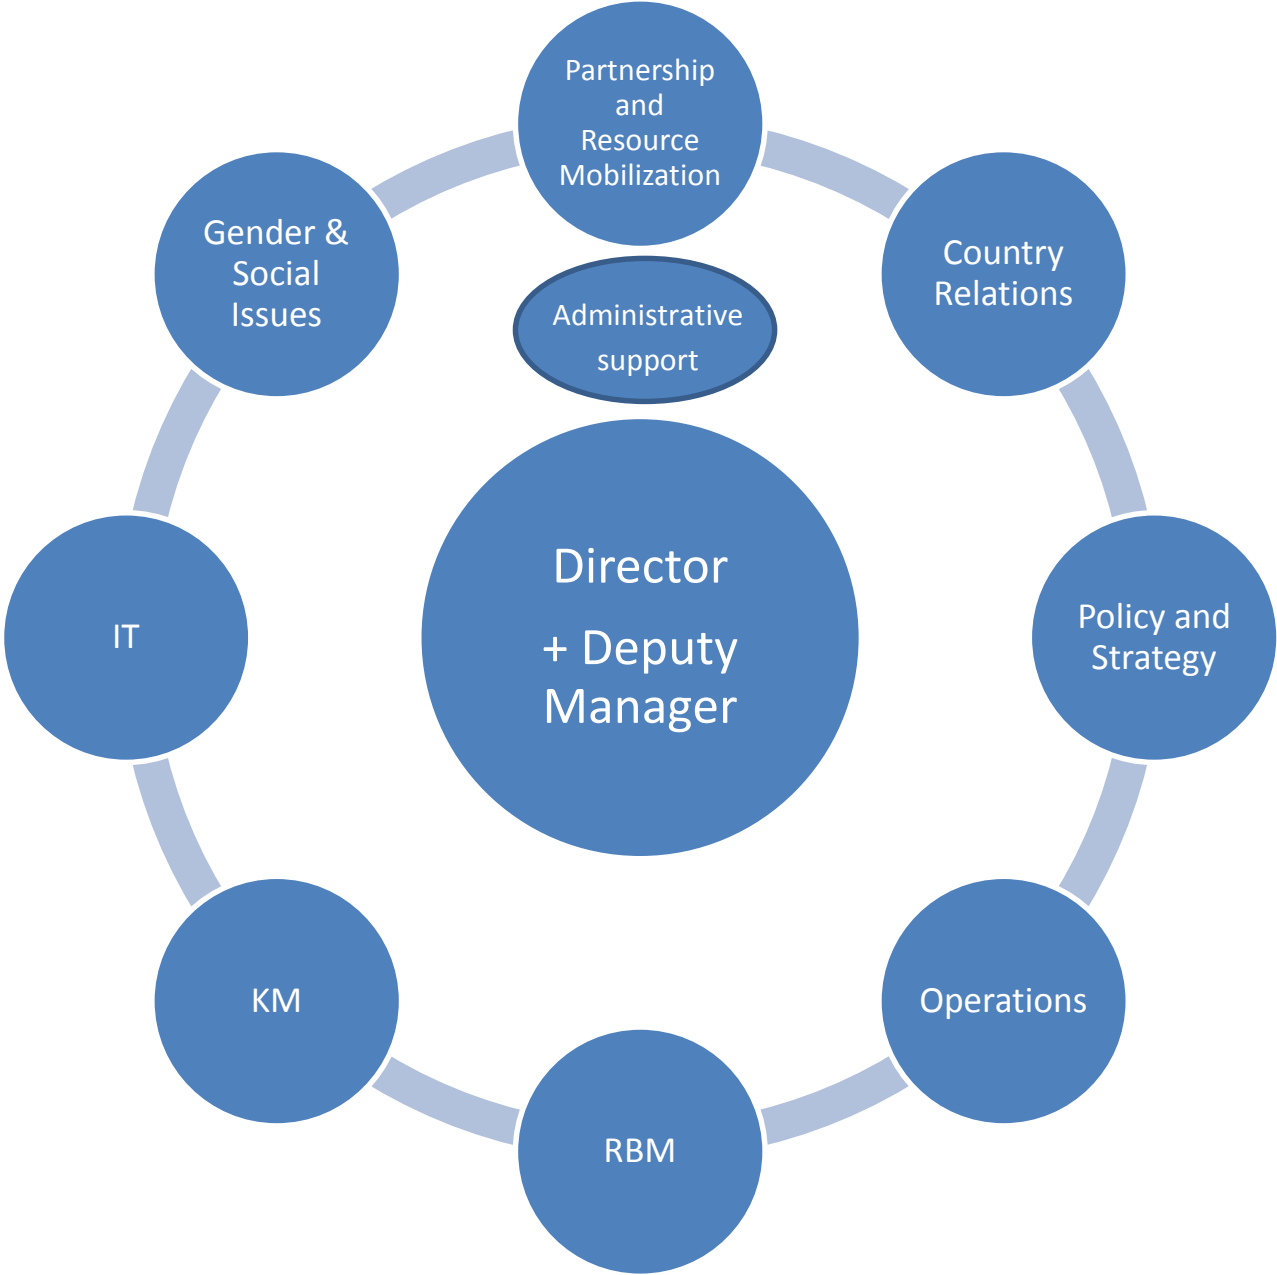 Partnership
and
Resource
Mobilization
Gender &
Social
Issues
Country
Relations
Administrative
support
Director
+ Deputy
Manager
IT
Policy and
Strategy
KM
Operations
RBM